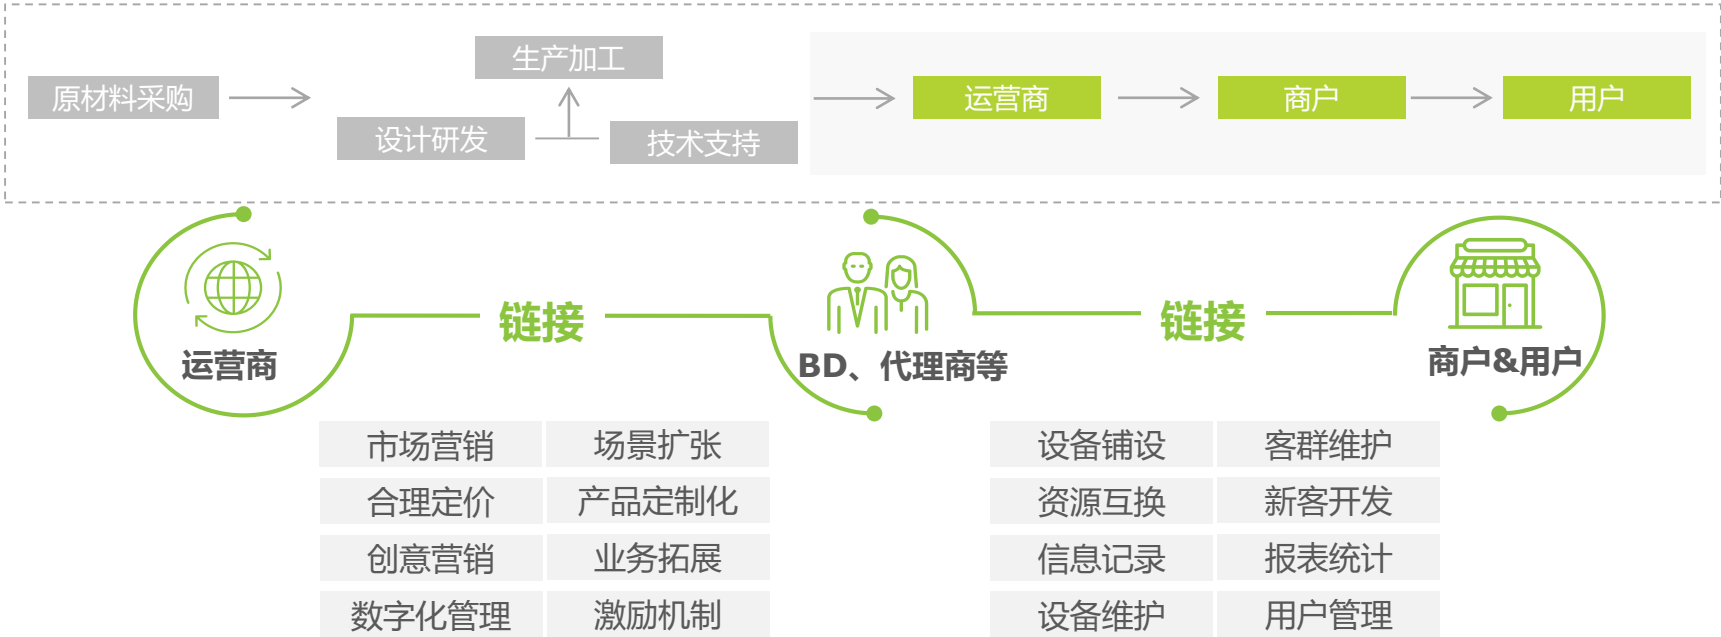 生产加工
原材料采购
运营商
商户
用户
设计研发
技术支持
链接
链接
运营商
BD、代理商等
商户&用户
市场营销
场景扩张
合理定价
产品定制化
创意营销
业务拓展
数字化管理
激励机制
设备铺设
客群维护
资源互换
新客开发
信息记录
报表统计
设备维护
用户管理